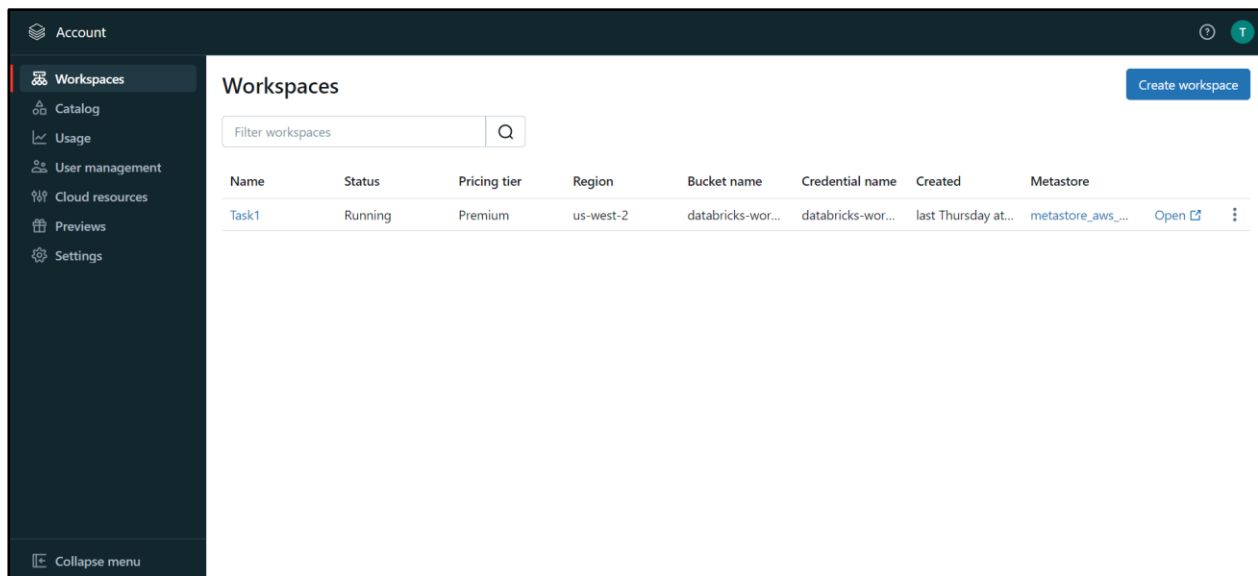 Account
?
T
Workspaces
Catalog
Usage
User management
Cloud resources
Previews
Settings
Collapse menu
Workspaces
Create workspace
Filter workspaces
Name Status Pricing tier Region Bucket name Credential name Created Metastore
Task1 Running Premium us-west-2 databricks-wor... databricks-wor... last Thursday at... metastore_aws_... Open